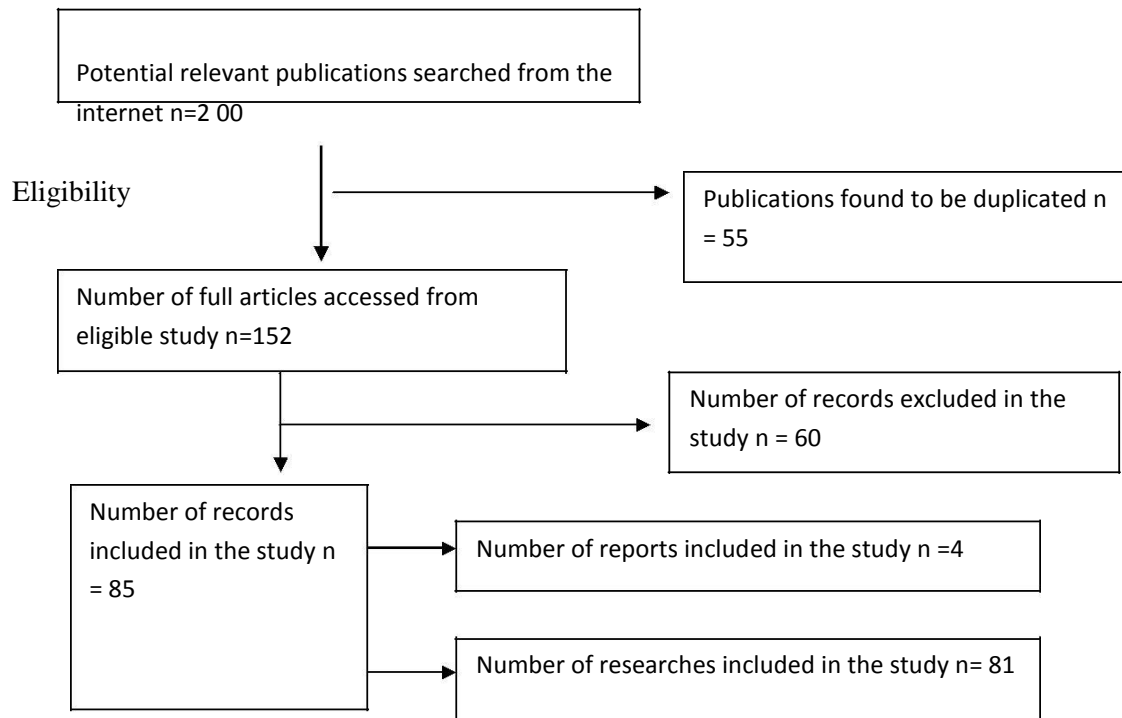 Potential relevant publications searched from the
internet n=2 00
Eligibility
Publications found to be duplicated n
= 55
Number of full articles accessed from
eligible study n=152
Number of records excluded in the
study n = 60
Number of records
included in the study n
= 85
Number of reports included in the study n =4
Number of researches included in the study n= 81